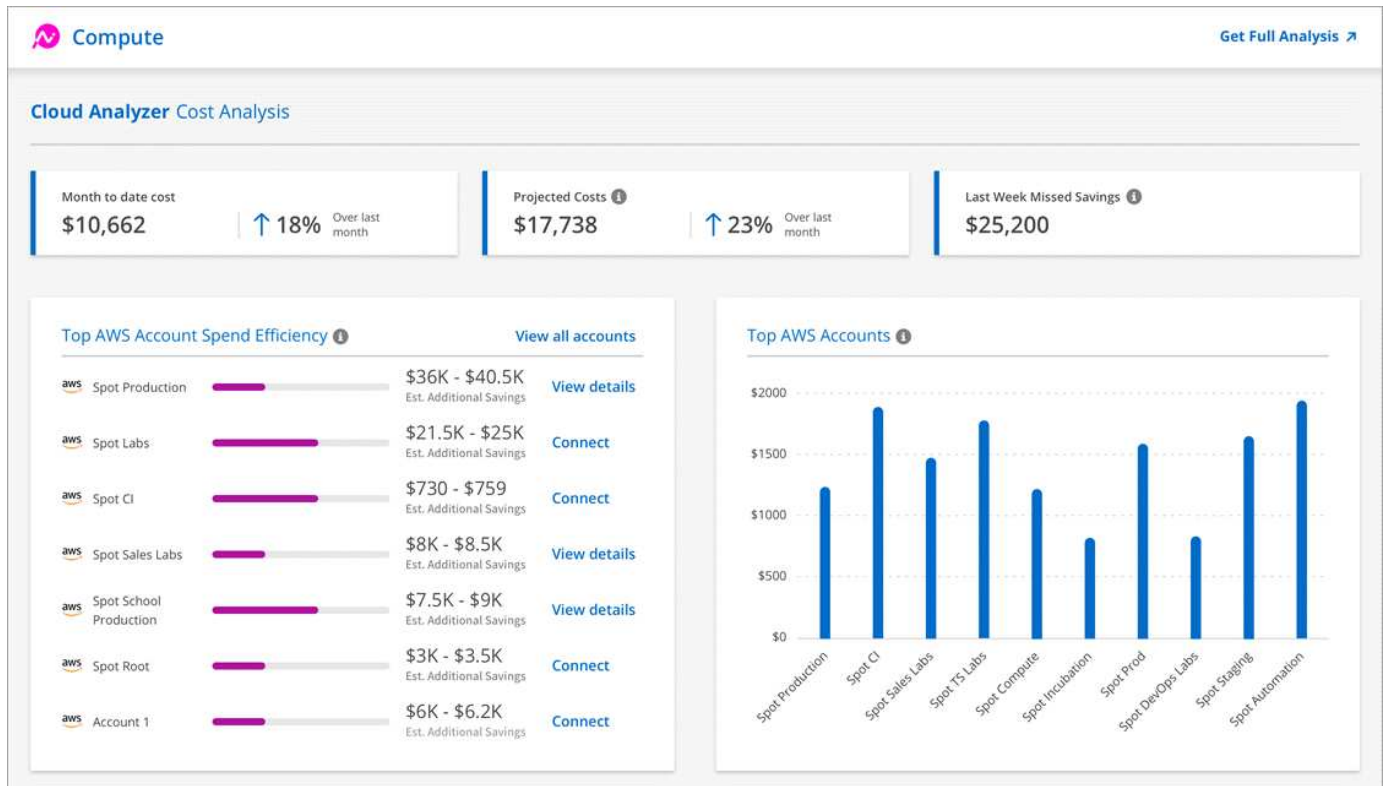 Compute
Get Full Analysis
Cloud Analyzer Cost Analysis
Month to date cost
$10,662
18%
Over last
month
Projected Costs
$17,738
23%
Over last
month
Last Week Missed Savings
$25,200
Top AWS Account Spend Efficiency
View all accounts
aws Spot Production
$36K - $40.5K
Est. Additional Savings
View details
aws Spot Labs
$21.5K - $25K
Est. Additional Savings
Connect
aws Spot CI
$730 - $759
Est. Additional Savings
Connect
aws Spot Sales Labs
$8K - $8.5K
Est. Additional Savings
View details
aws Spot School
Production
$7.5K - $9K
Est. Additional Savings
View details
aws Spot Root
$3K - $3.5K
Est. Additional Savings
Connect
aws Account 1
$6K - $6.2K
Est. Additional Savings
Connect
Top AWS Accounts
$2000
$1500
$1000
$500
$0
Spot Production
Spot CI
Spot Sales Labs
Spot TS Labs
Spot Compute
Spot Incubation
Spot Prod
Spot DevOps Labs
Spot Staging
Spot Automation